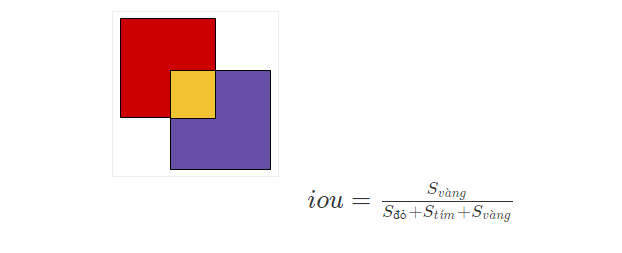 iou = S_vàng / (S_đỏ + S_tím + S_vàng)